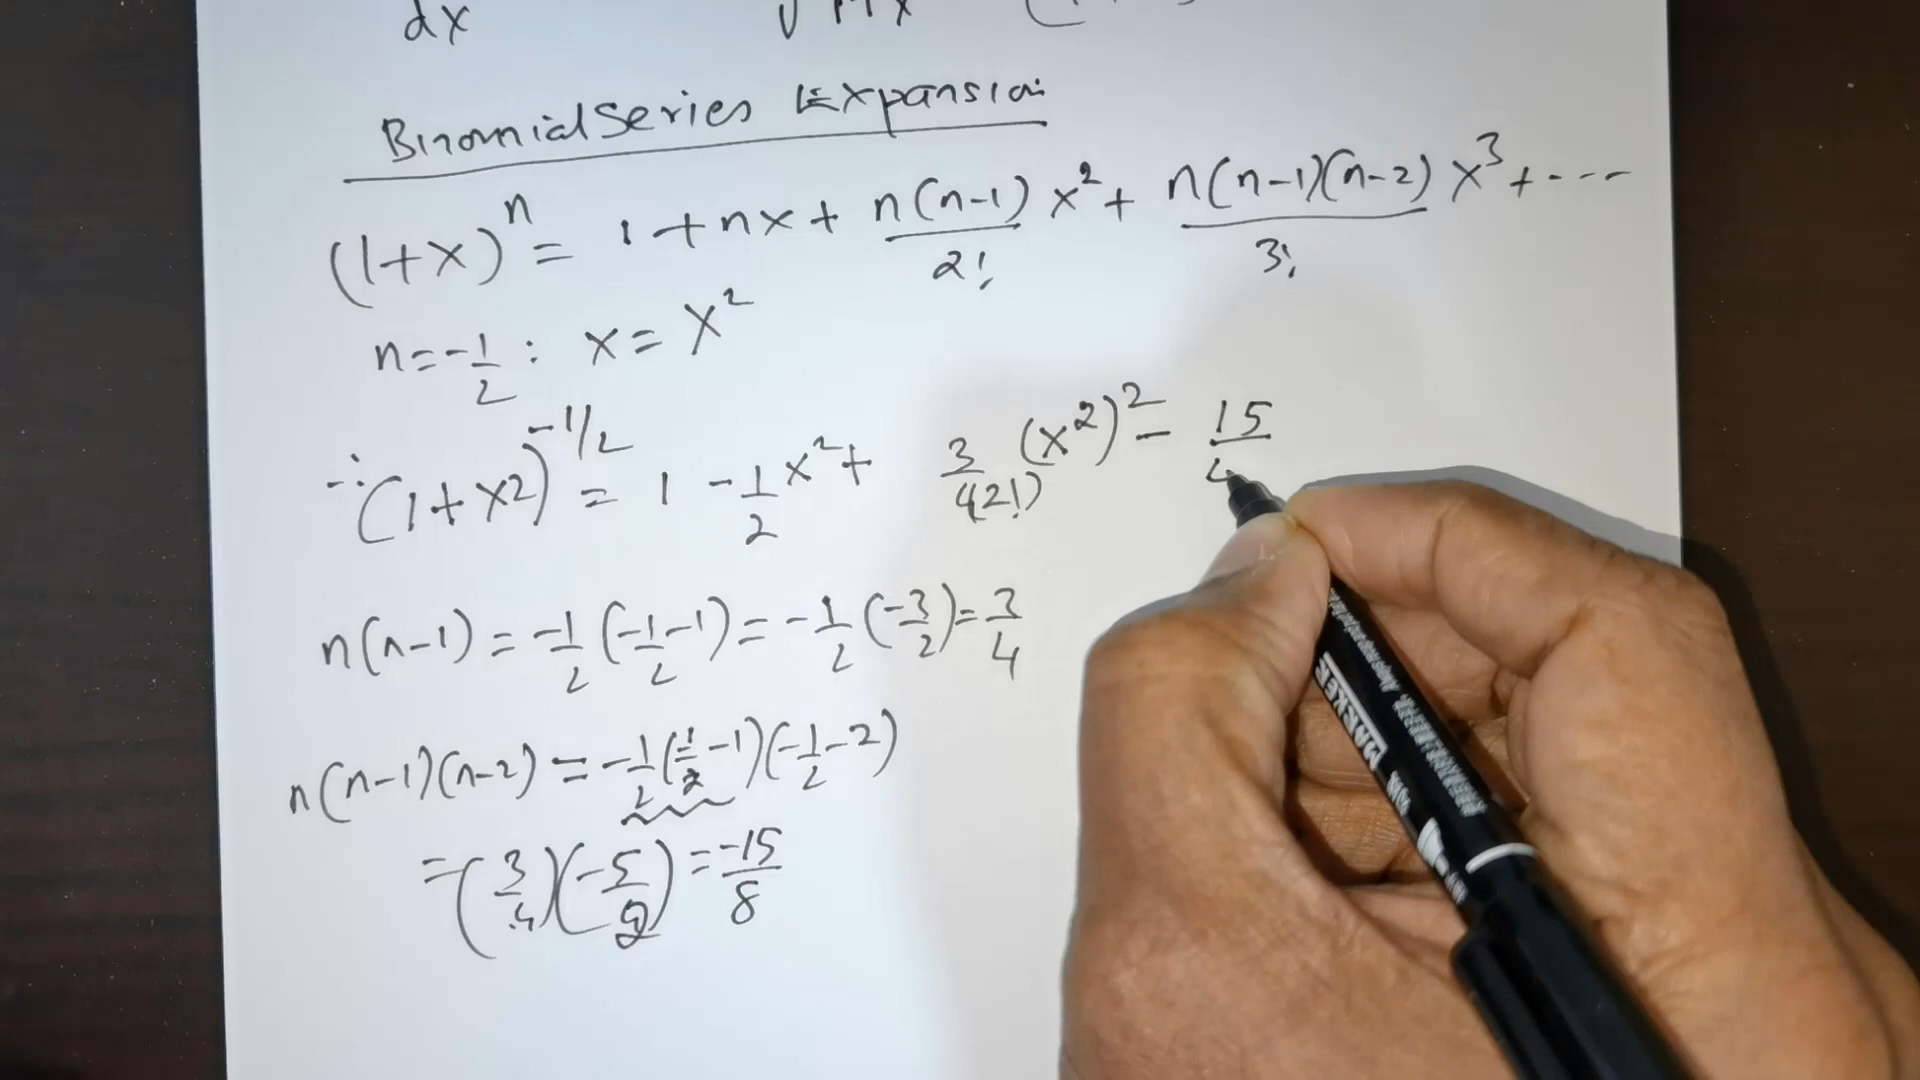 dx
Binomial Series Expansion
(1+x)^n = 1 + nx + n(n-1)/2! x^2 + n(n-1)(n-2)/3! x^3 + ----
n = -1/2 : x = x^2
∴ (1+x^2)^-1/2 = 1 - 1/2 x^2 + 3/4(2!) (x^2)^2 - 15/
n(n-1) = -1/2 (-1/2 -1) = -1/2 (-3/2) = 3/4
n(n-1)(n-2) = -1/2 (-1/2 -1)(-1/2 -2)
= (3/4)(-5/2) = -15/8
MARKER